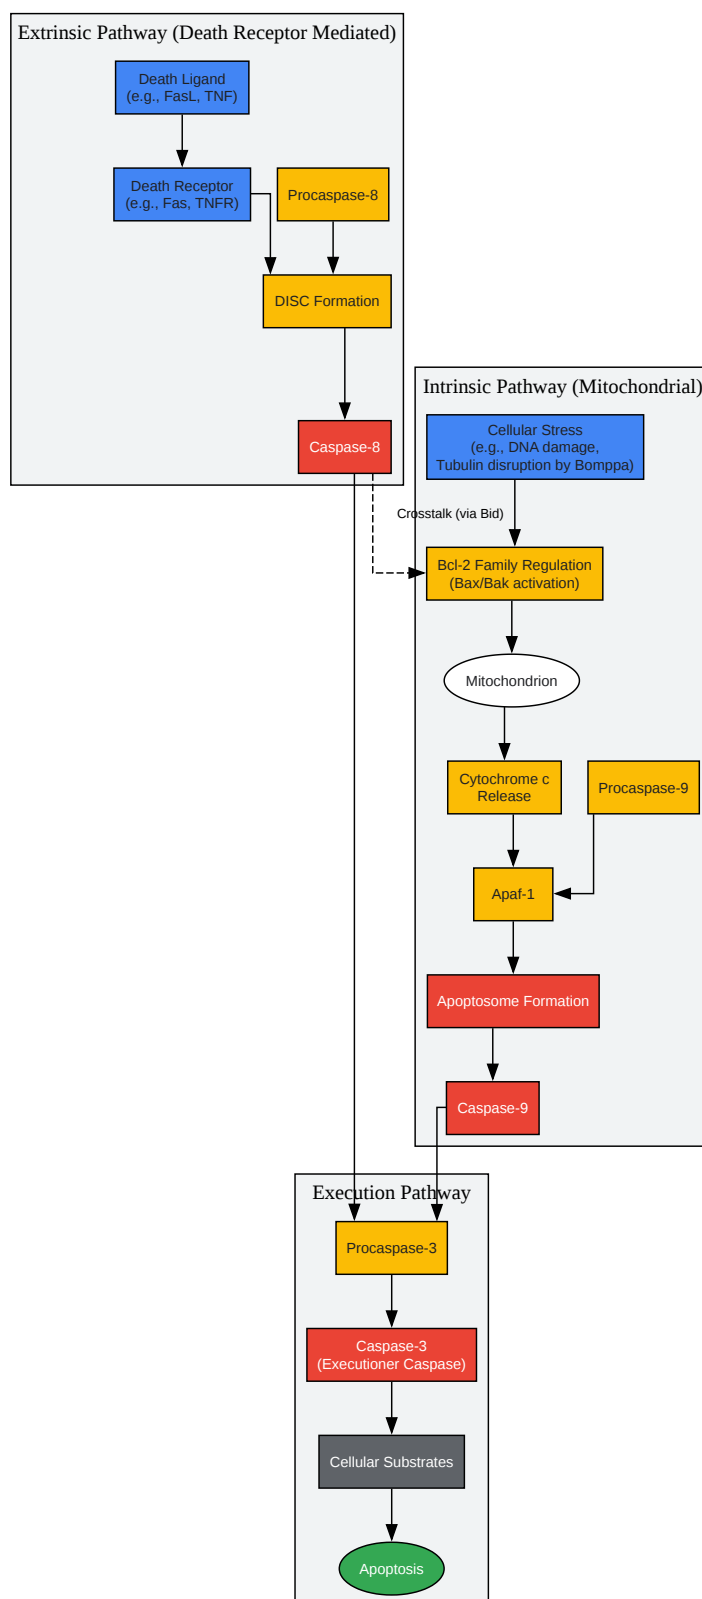 Extrinsic Pathway (Death Receptor Mediated)
Death Ligand
(e.g., FasL, TNF)
Death Receptor
(e.g., Fas, TNFR)
Procaspase-8
DISC Formation
Caspase-8
Intrinsic Pathway (Mitochondrial)
Cellular Stress
(e.g., DNA damage,
Tubulin disruption by Bomppa)
Crosstalk (via Bid)
Bcl-2 Family Regulation
(Bax/Bak activation)
Mitochondrion
Cytochrome c
Release
Procaspase-9
Apaf-1
Apoptosome Formation
Caspase-9
Execution Pathway
Procaspase-3
Caspase-3
(Executioner Caspase)
Cellular Substrates
Apoptosis